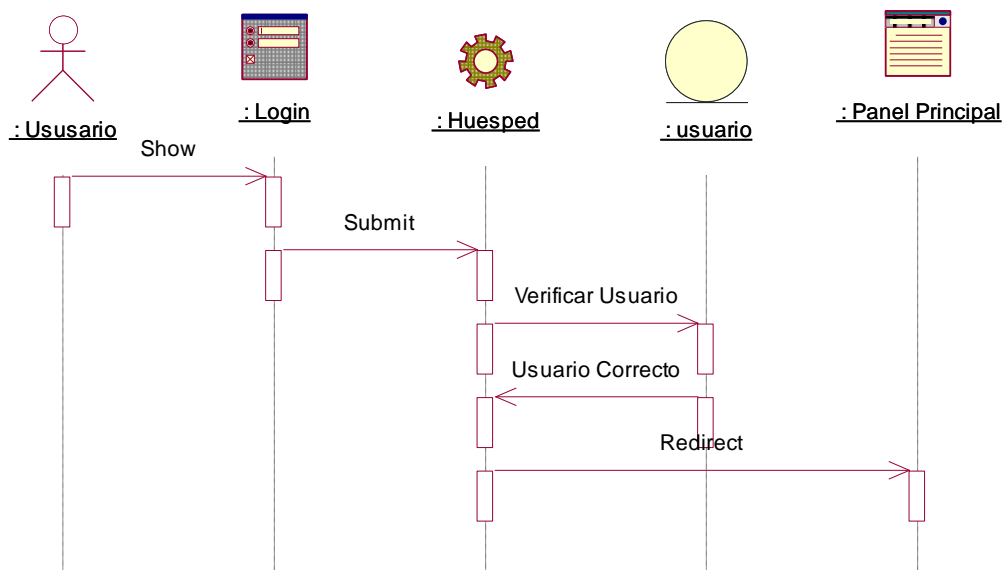 : Ususario
: Login
: Huesped
: usuario
: Panel Principal
Show
Submit
Verificar Usuario
Usuario Correcto
Redirect